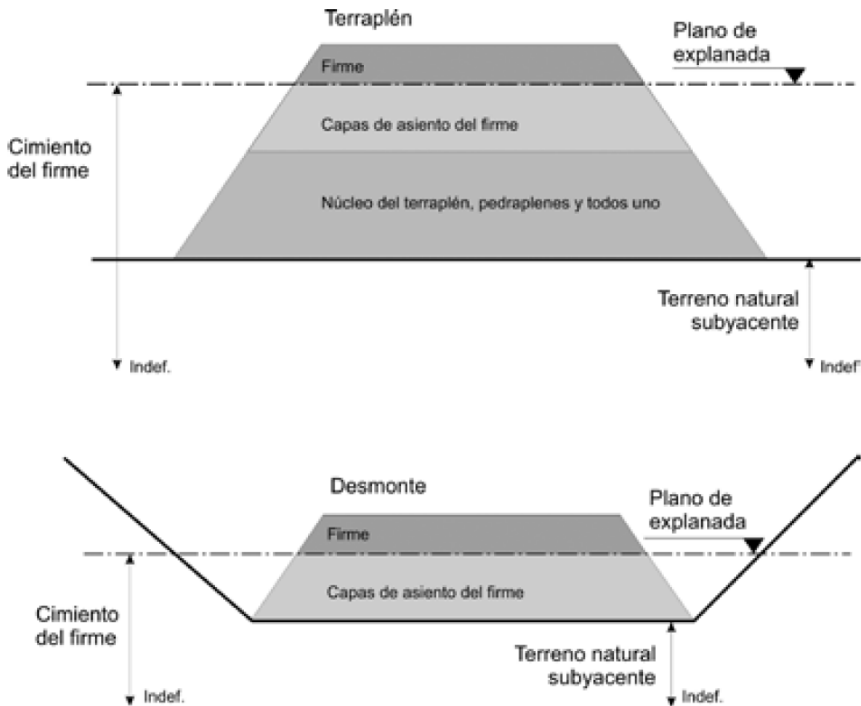 Terraplén
Plano de
explanada
Firme
Capas de asiento del firme
Cimiento
del firme
Núcleo del terraplén, pedraplenes y todos uno
Terreno natural
subyacente
Indef.
Indef
Desmonte
Plano de
explanada
Firme
Capas de asiento del firme
Cimiento
del firme
Terreno natural
subyacente
Indef.
Indef.